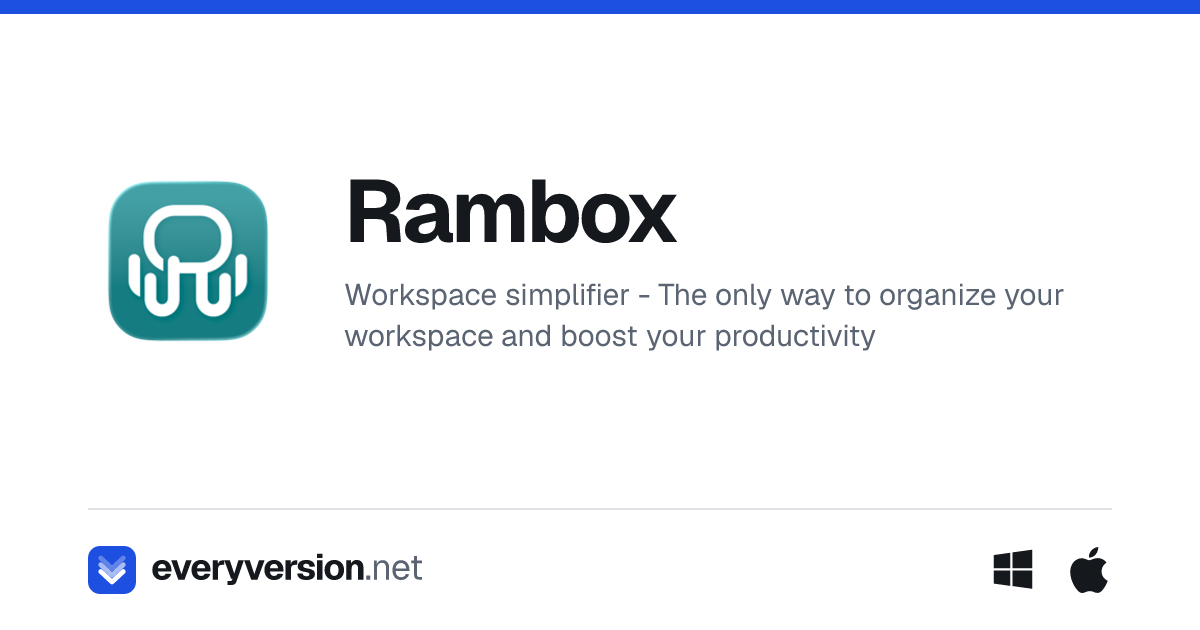 Rambox
Workspace simplifier - The only way to organize your
workspace and boost your productivity
everyversion.net